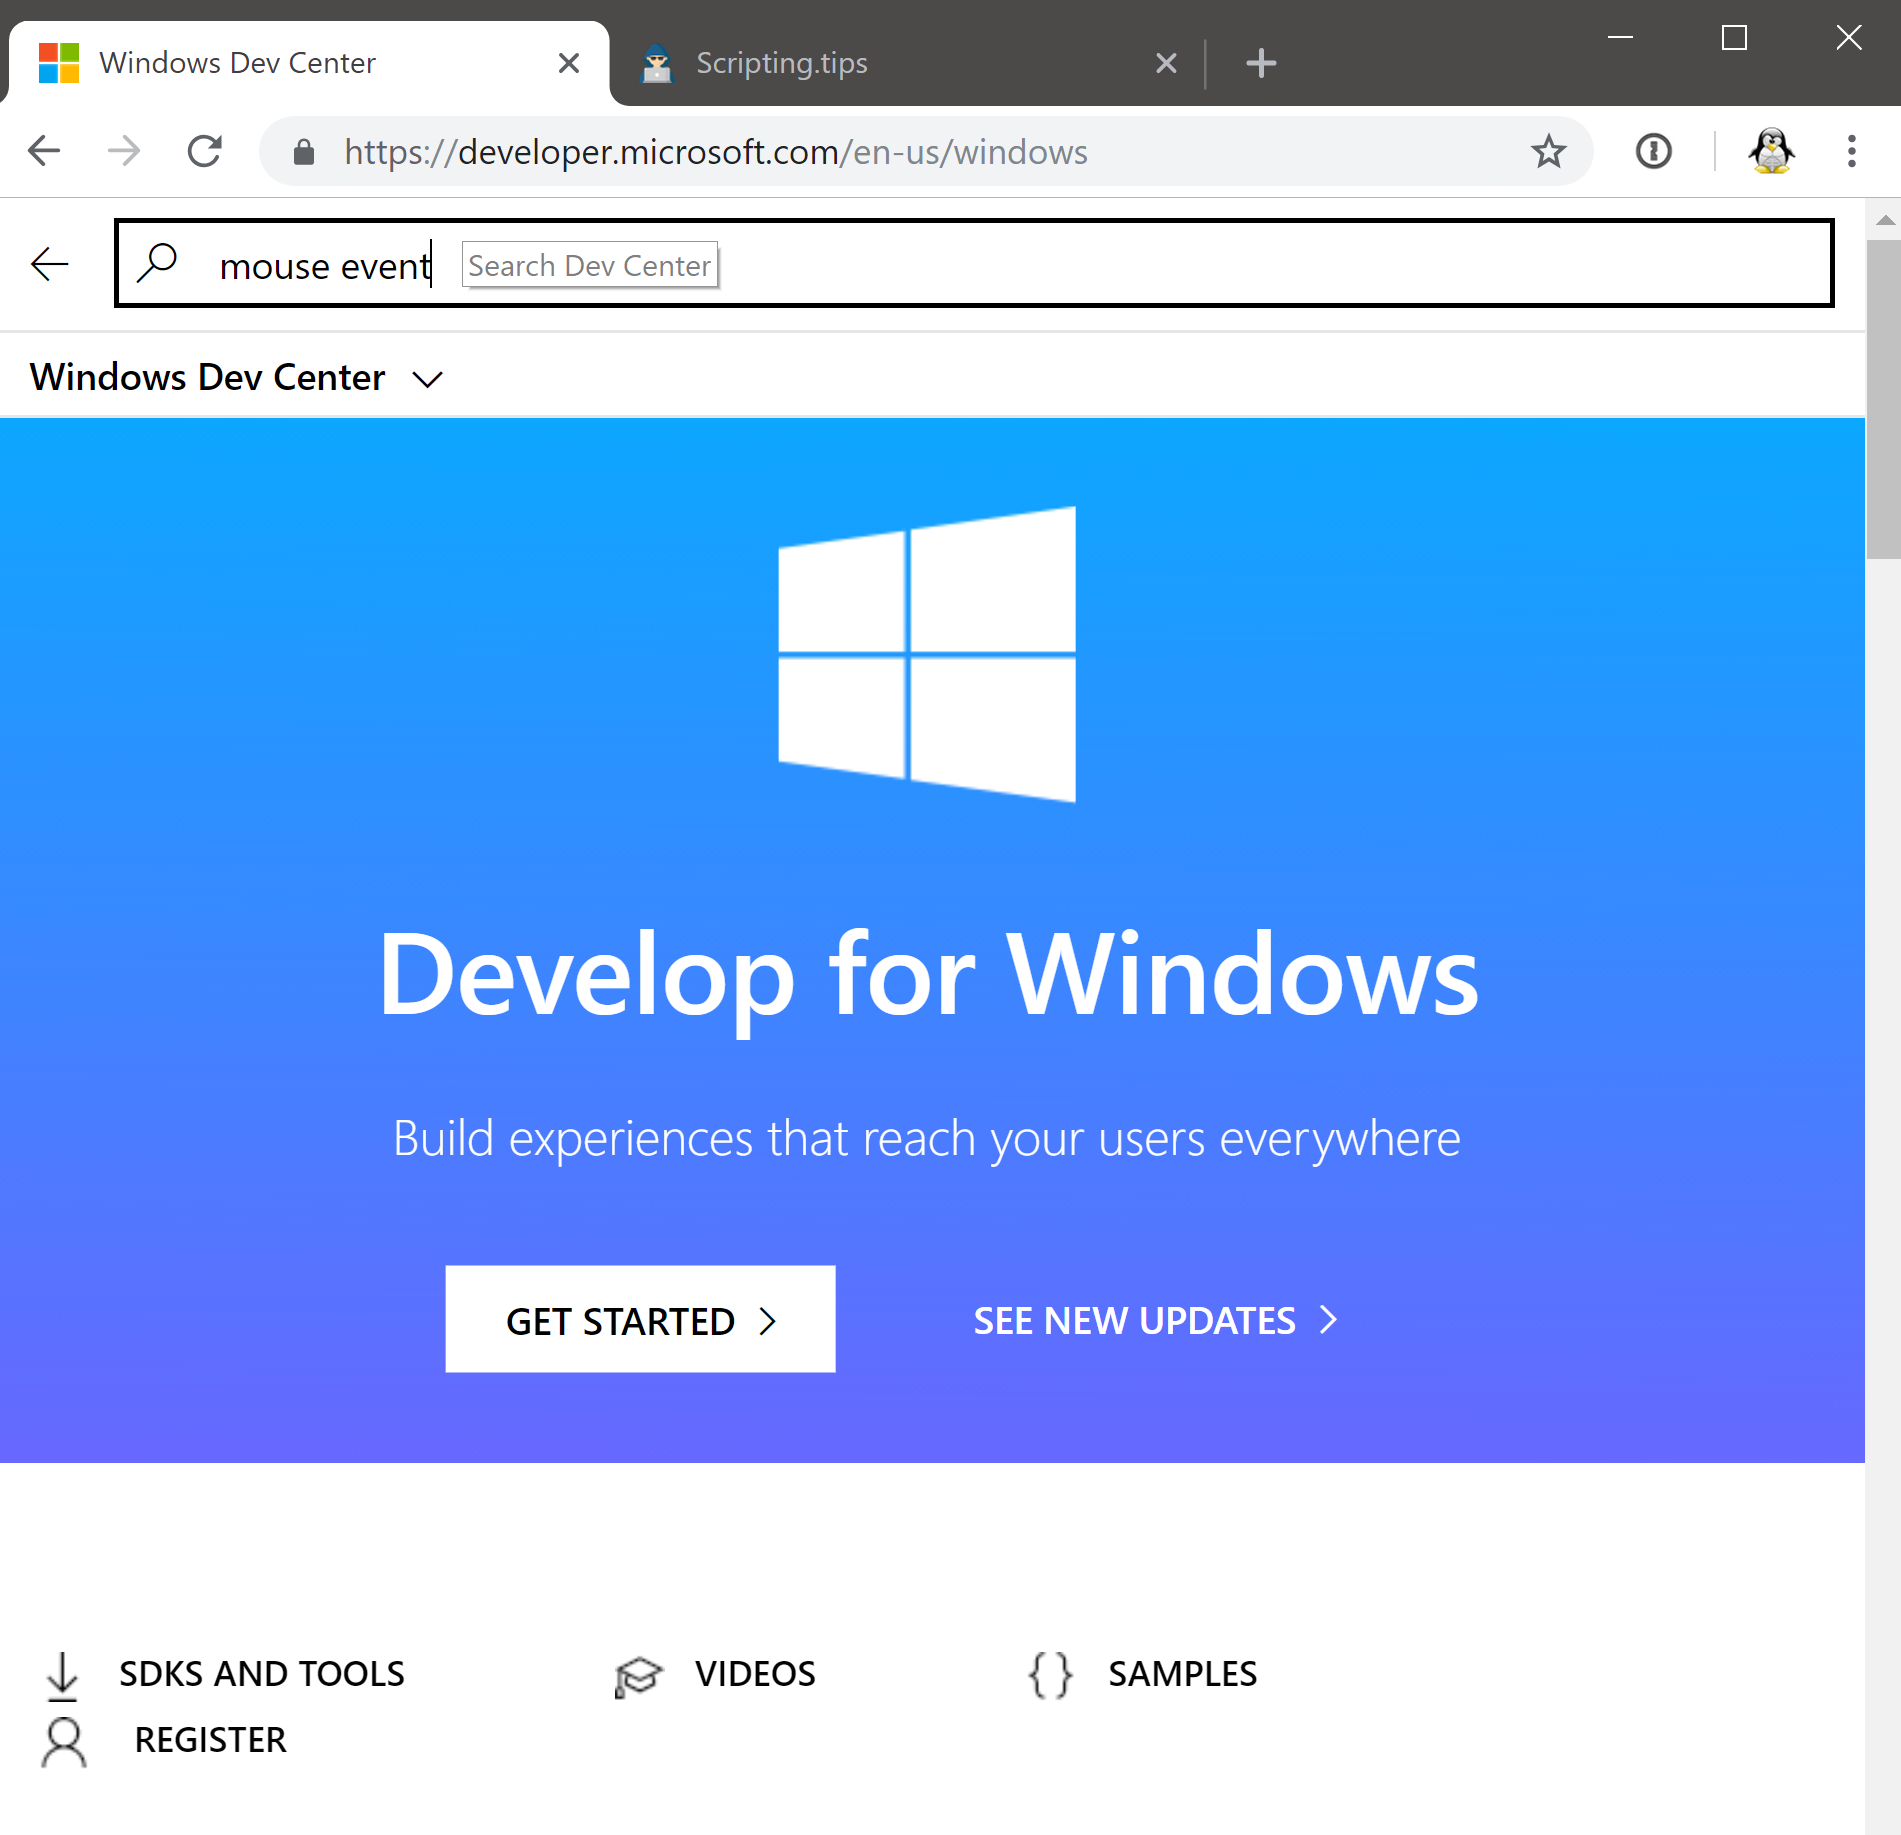 Windows Dev Center
Scripting.tips
https://developer.microsoft.com/en-us/windows
mouse event
Search Dev Center
Windows Dev Center
Develop for Windows
Build experiences that reach your users everywhere
GET STARTED
SEE NEW UPDATES
SDKS AND TOOLS
VIDEOS
SAMPLES
REGISTER